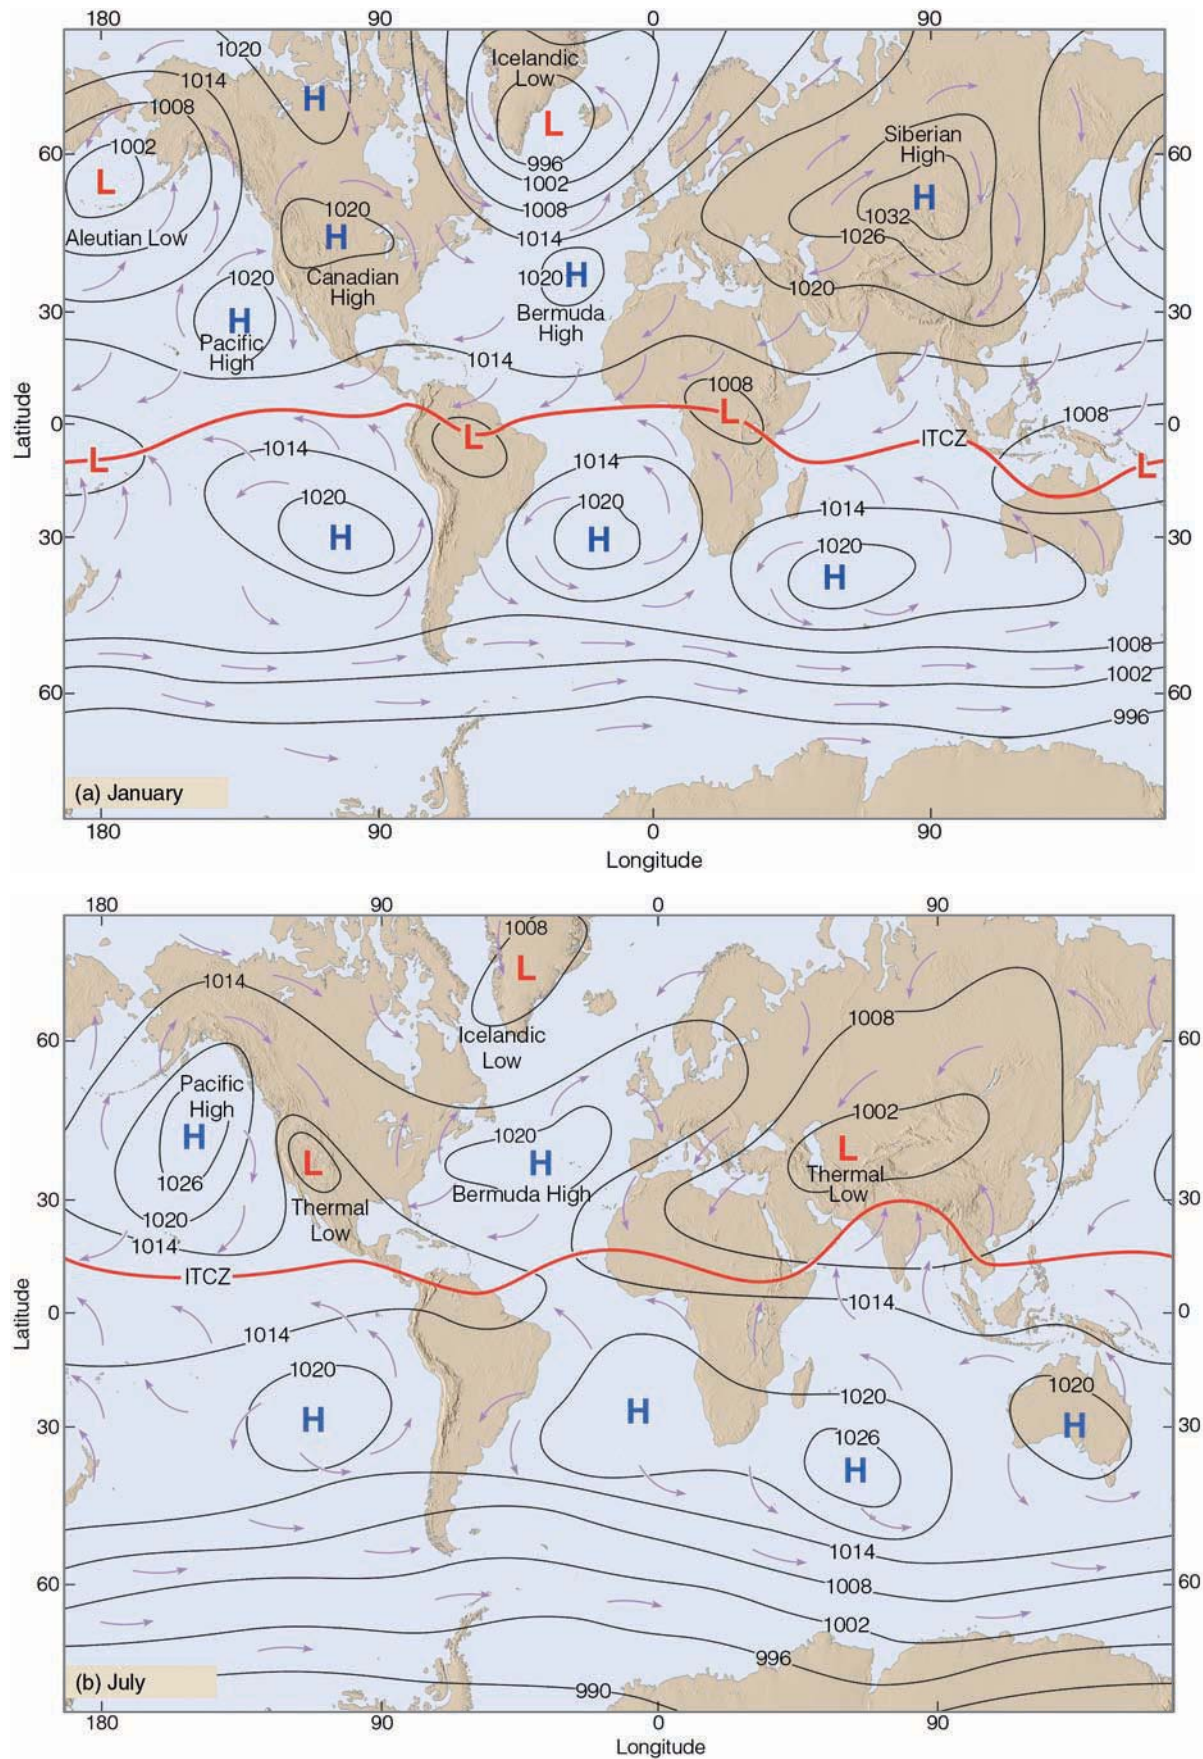 180 90 0 90
1020
Icelandic
Low
1014
H
1008
L
Siberian
High
60 1002 60
996
L
1002
H
1020
1008
1032
Aleutian Low
H
1014
1026
1020
1020
H
Canadian
High
1020
30 H Bermuda
High
30
Pacific
High
1014
1008
Latitude
L
1008
0 0
L
ITCZ
L
1014
1014
L
1020
1020
1014
30 H H 30
1020
H
1008
1002
60 60
996
(a) January
180 90 0 90
Longitude
180 90 0 90
1008
L
1014
1008
Icelandic
Low
60 60
Pacific
High
1002
H
1020
L
L
H
1026
Thermal
Low
Bermuda High
30 30
1020
Thermal
Low
1014
ITCZ
1014
Latitude
0 0
1014
1020
1020
1020
H
H
30 H 30
1026
H
1014
60 60
1008
1002
996
(b) July
990
180 90 0 90
Longitude